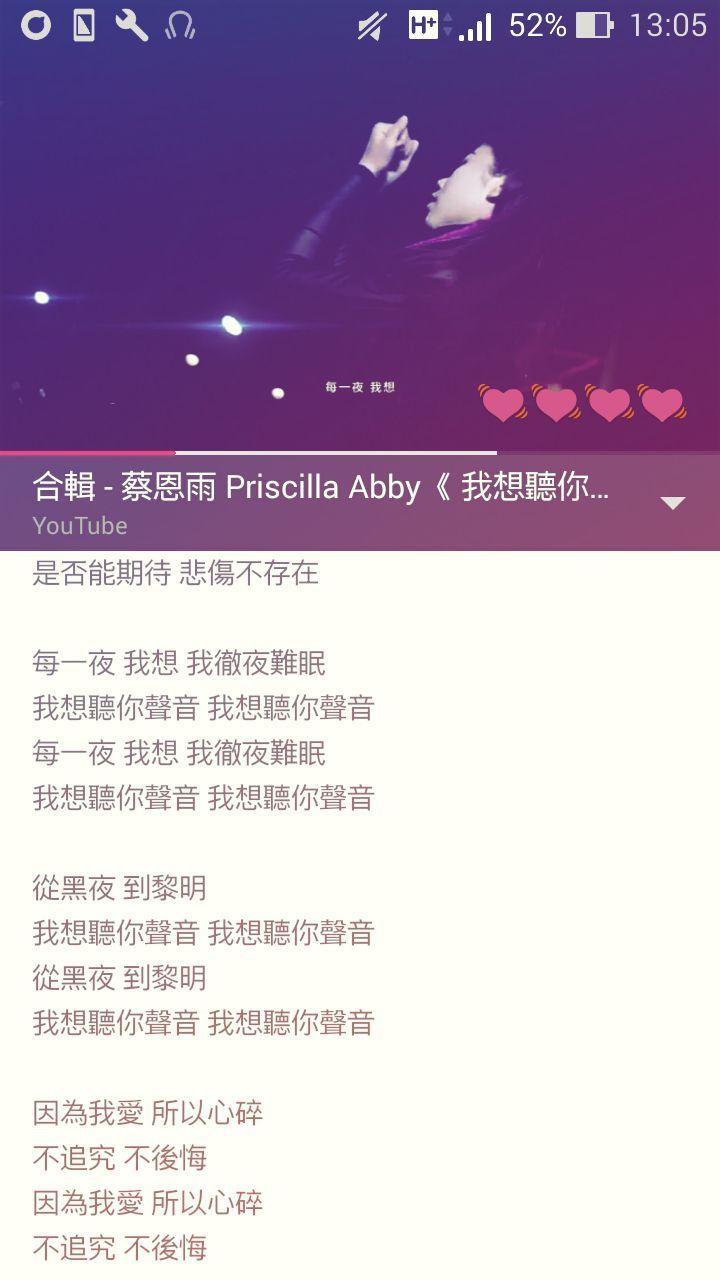 H+ 52% 13:05
每一夜 我想
合輯 - 蔡恩雨 Priscilla Abby《 我想聽你...
YouTube
是否能期待 悲傷不存在
每一夜 我想 我徹夜難眠
我想聽你聲音 我想聽你聲音
每一夜 我想 我徹夜難眠
我想聽你聲音 我想聽你聲音
從黑夜 到黎明
我想聽你聲音 我想聽你聲音
從黑夜 到黎明
我想聽你聲音 我想聽你聲音
因為我愛 所以心碎
不追究 不後悔
因為我愛 所以心碎
不追究 不後悔